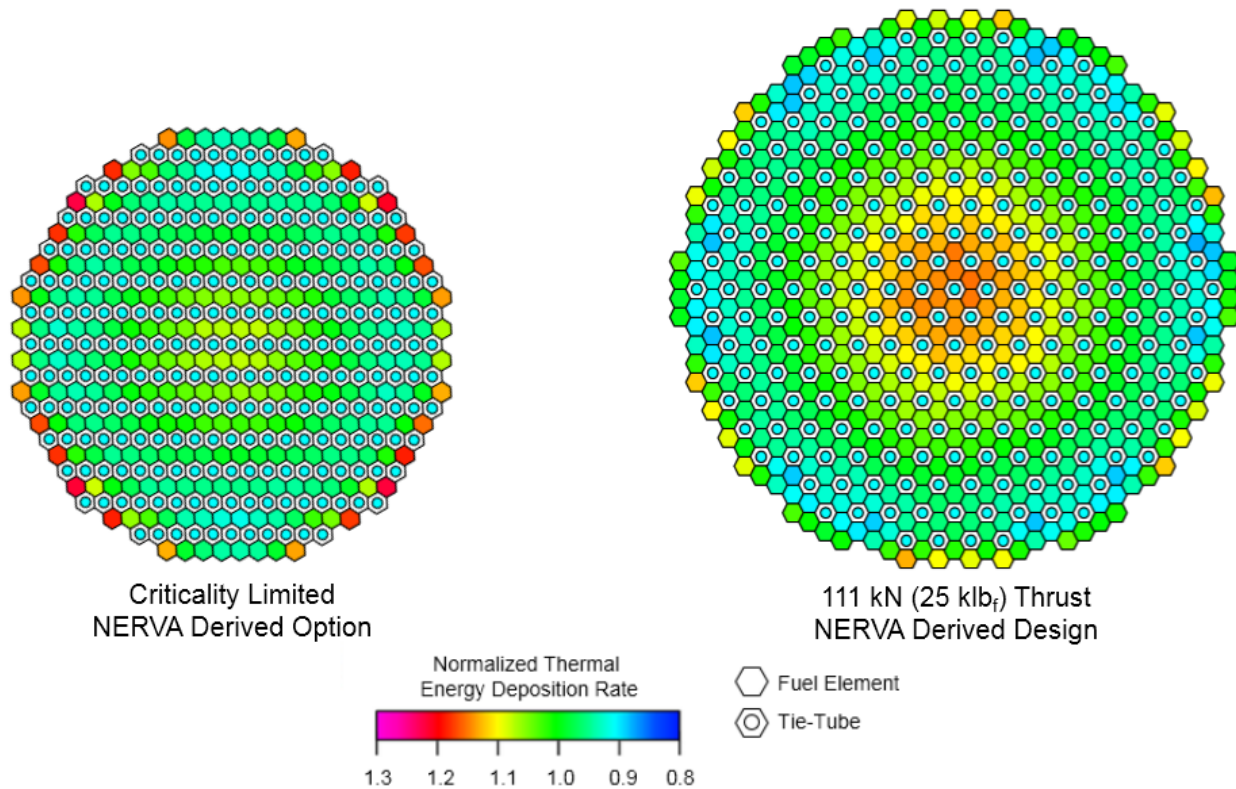 Criticality Limited
NERVA Derived Option
111 kN (25 klbf) Thrust
NERVA Derived Design
Normalized Thermal
Energy Deposition Rate
1.3 1.2 1.1 1.0 0.9 0.8
Fuel Element
Tie-Tube